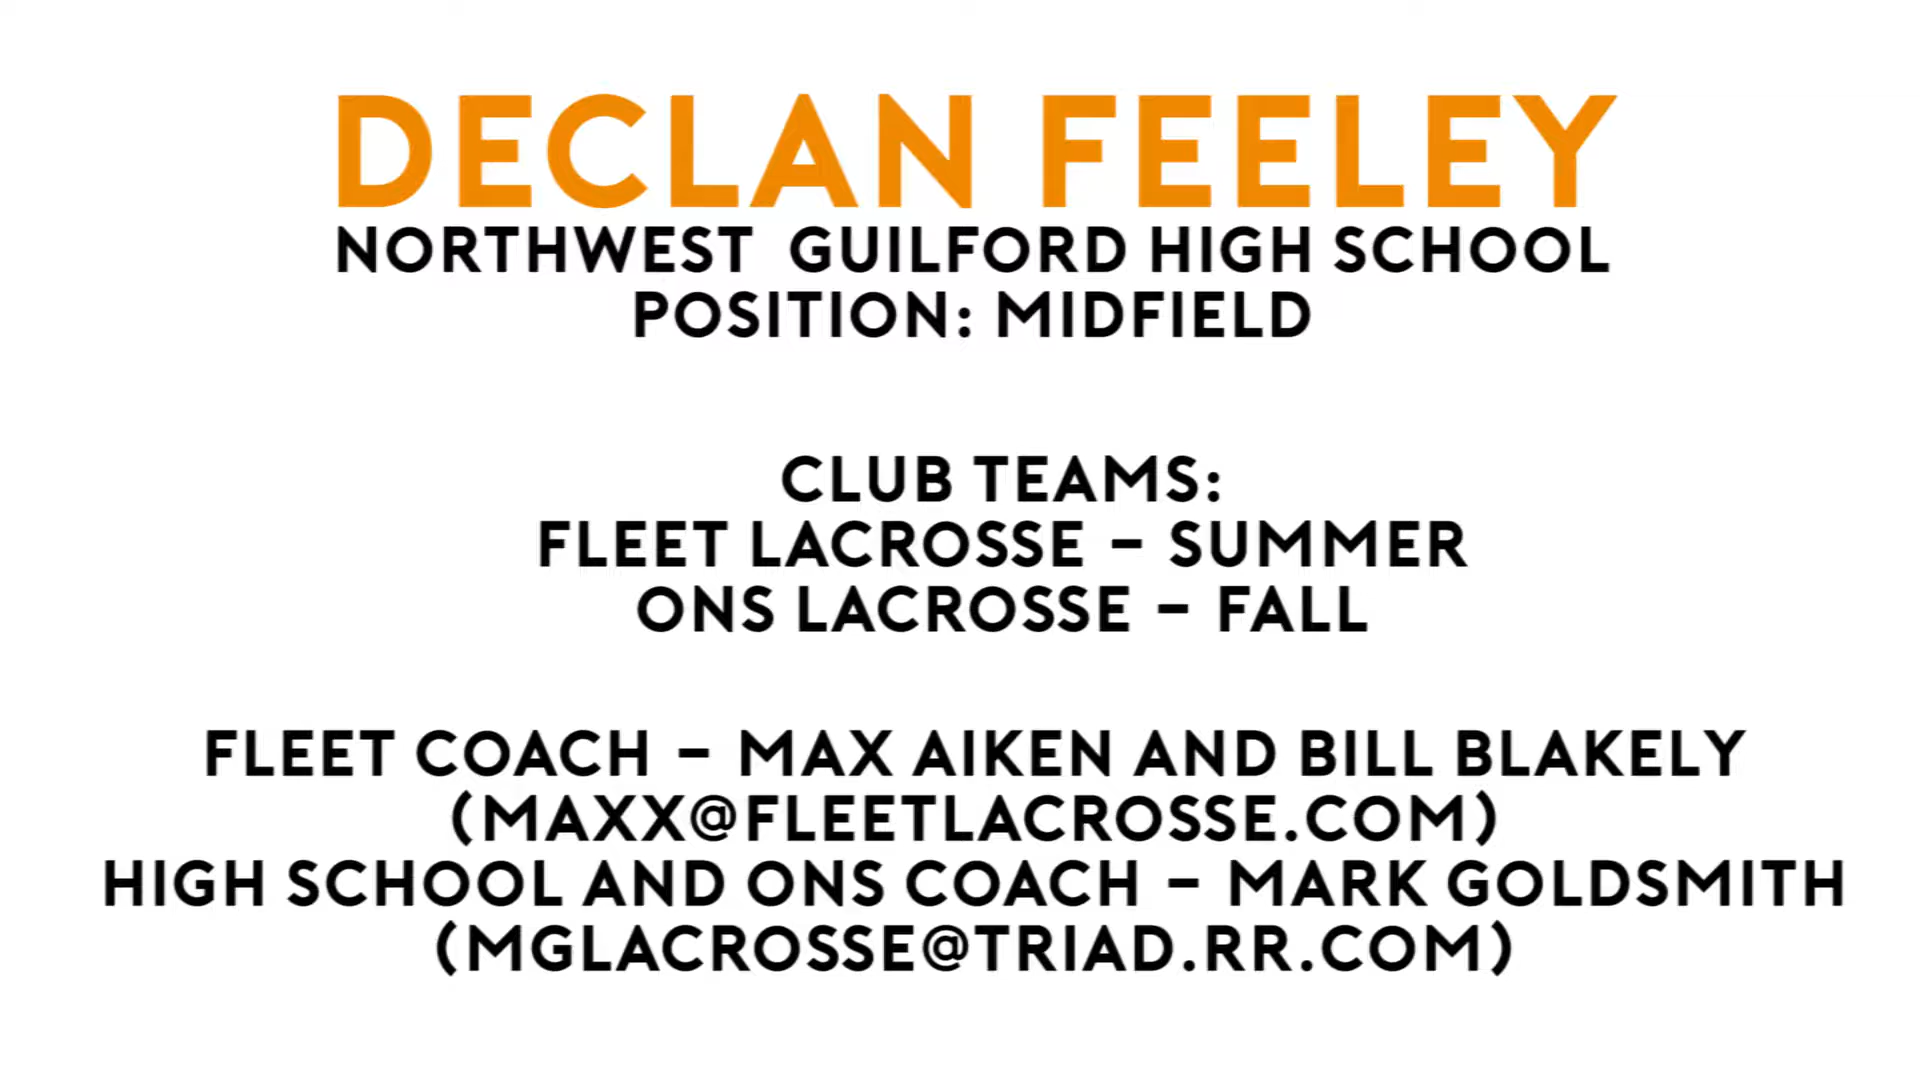 DECLAN FEELEY
NORTHWEST GUILFORD HIGH SCHOOL
POSITION: MIDFIELD
CLUB TEAMS:
FLEET LACROSSE - SUMMER
ONS LACROSSE - FALL
FLEET COACH - MAX AIKEN AND BILL BLAKELY
(MAXX@FLEETLACROSSE.COM)
HIGH SCHOOL AND ONS COACH - MARK GOLDSMITH
(MGLACROSSE@TRIAD.RR.COM)